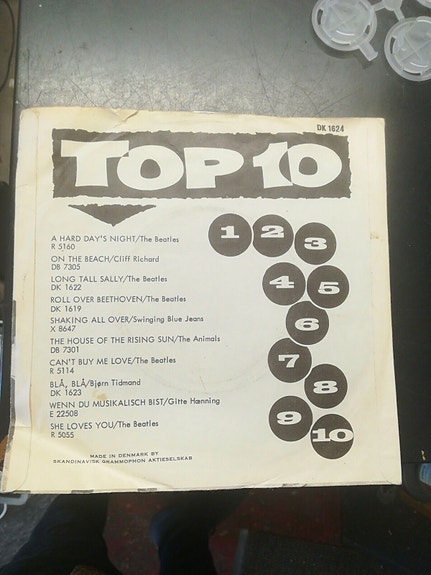 DK 1624
TOP 10
A HARD DAY'S NIGHT/The Beatles
R 5160
ON THE BEACH/Cliff Richard
DB 7305
LONG TALL SALLY/The Beatles
DK 1622
ROLL OVER BEETHOVEN/The Beatles
DK 1619
SHAKING ALL OVER/Swinging Blue Jeans
X 8647
THE HOUSE OF THE RISING SUN/The Animals
DB 7301
CAN'T BUY ME LOVE/The Beatles
R 5114
BLÅ, BLÅ/Bjørn Tidmand
DK 1623
WENN DU MUSIKALISCH BIST/Gitte Hænning
E 22508
SHE LOVES YOU/The Beatles
R 5055
1 2 3
4 5
6
7
8
9
10
MADE IN DENMARK BY
SKANDINAVISK GRAMMOPHON AKTIESELSKAB